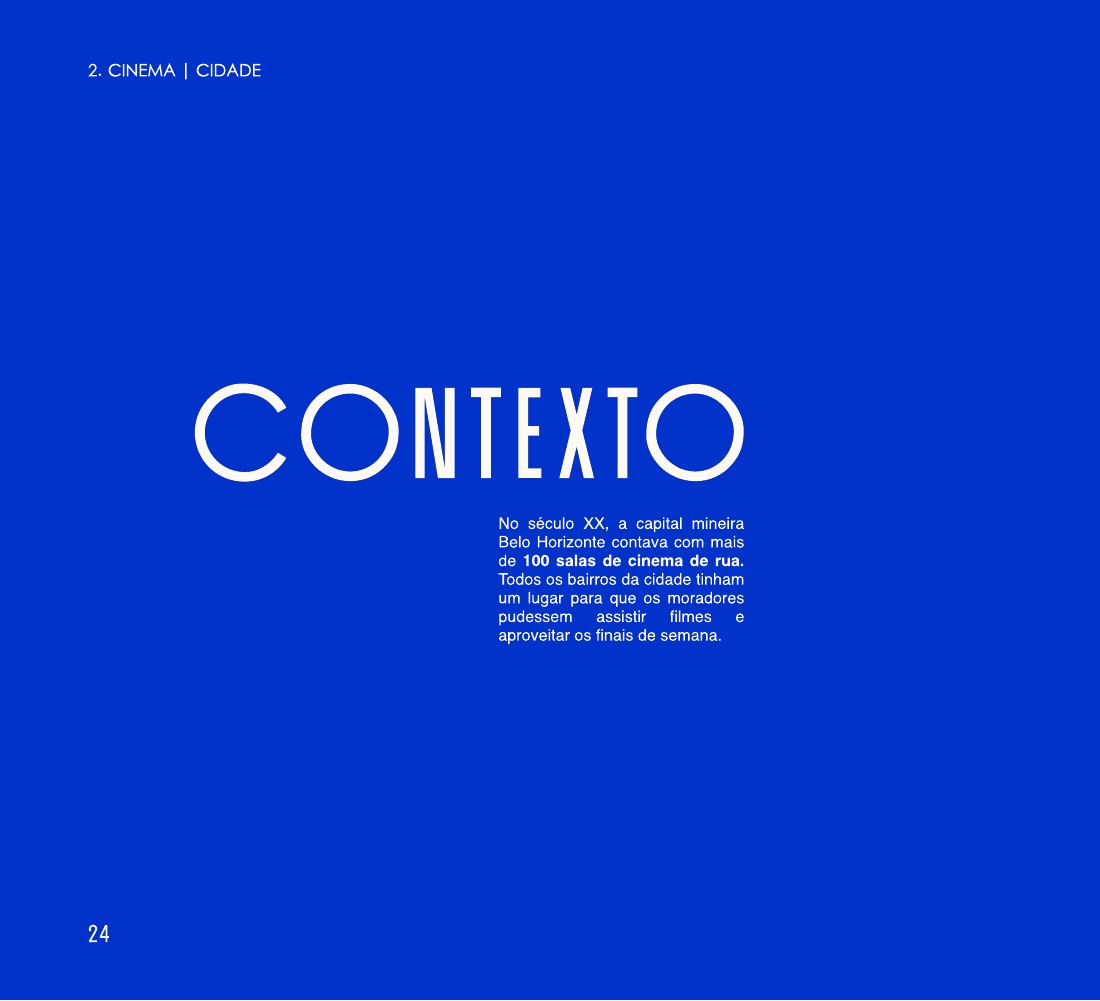 2. CINEMA | CIDADE
CONTEXTO
No século XX, a capital mineira
Belo Horizonte contava com mais
de 100 salas de cinema de rua.
Todos os bairros da cidade tinham
um lugar para que os moradores
pudessem assistir filmes e
aproveitar os finais de semana.
24